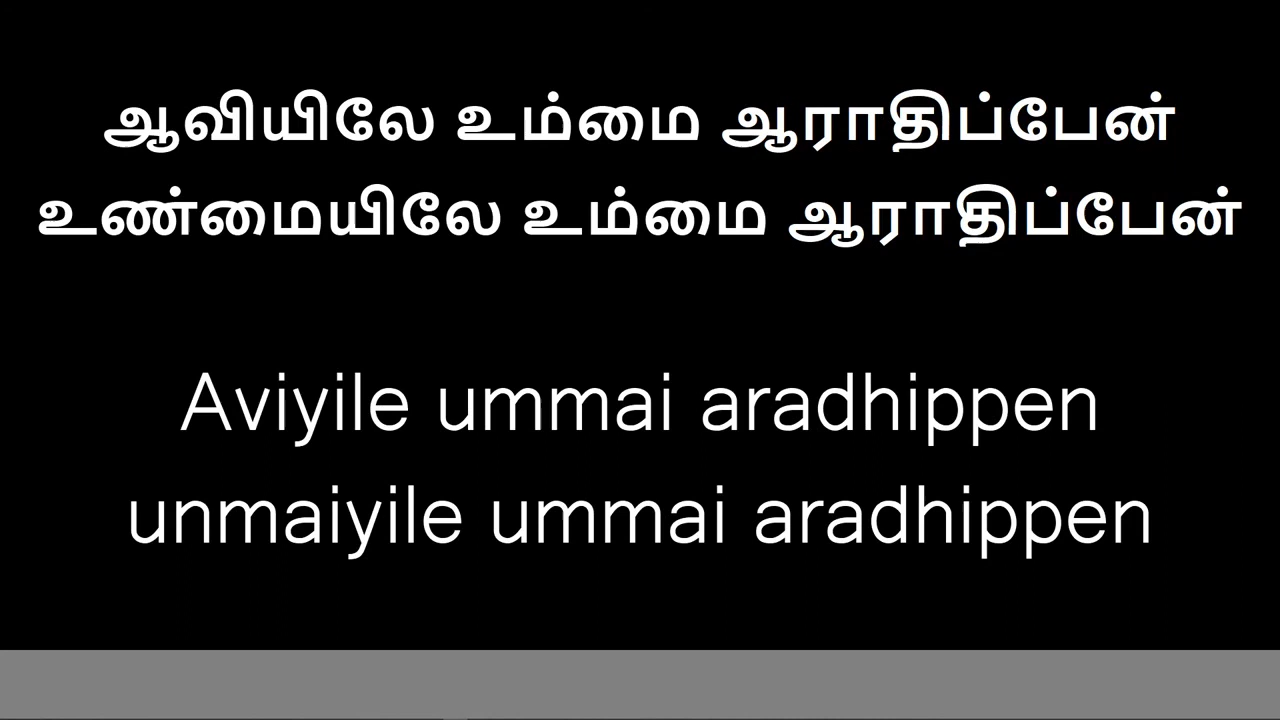 ஆவியிலே உம்மை ஆராதிப்பேன்
உண்மையிலே உம்மை ஆராதிப்பேன்
Aviyile ummai aradhippen
unmaiyile ummai aradhippen